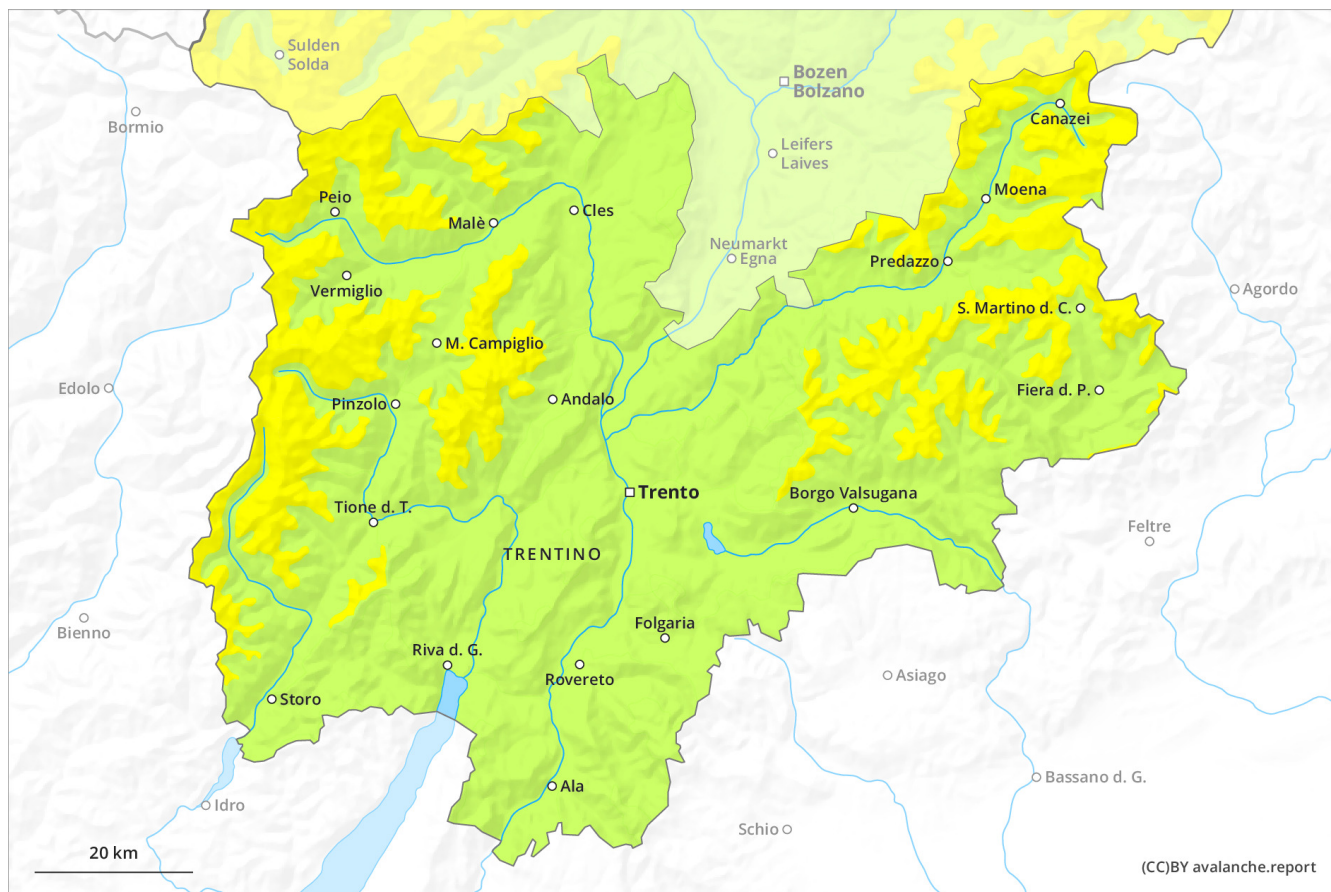 Sulden
Solda
Bozen
Bolzano
Bormio
Canazei
Leifers
Laives
Peio
Moena
Malè
Cles
Neumarkt
Egna
Predazzo
Vermiglio
Agordo
S. Martino d. C.
M. Campiglio
Edolo
Pinzolo
Andalo
Fiera d. P.
Trento
Borgo Valsugana
Tione d. T.
Feltre
TRENTINO
Bienno
Folgaria
Riva d. G.
Rovereto
Asiago
Storo
Bassano d. G.
Ala
Idro
Schio
20 km
(CC)BY avalanche.report